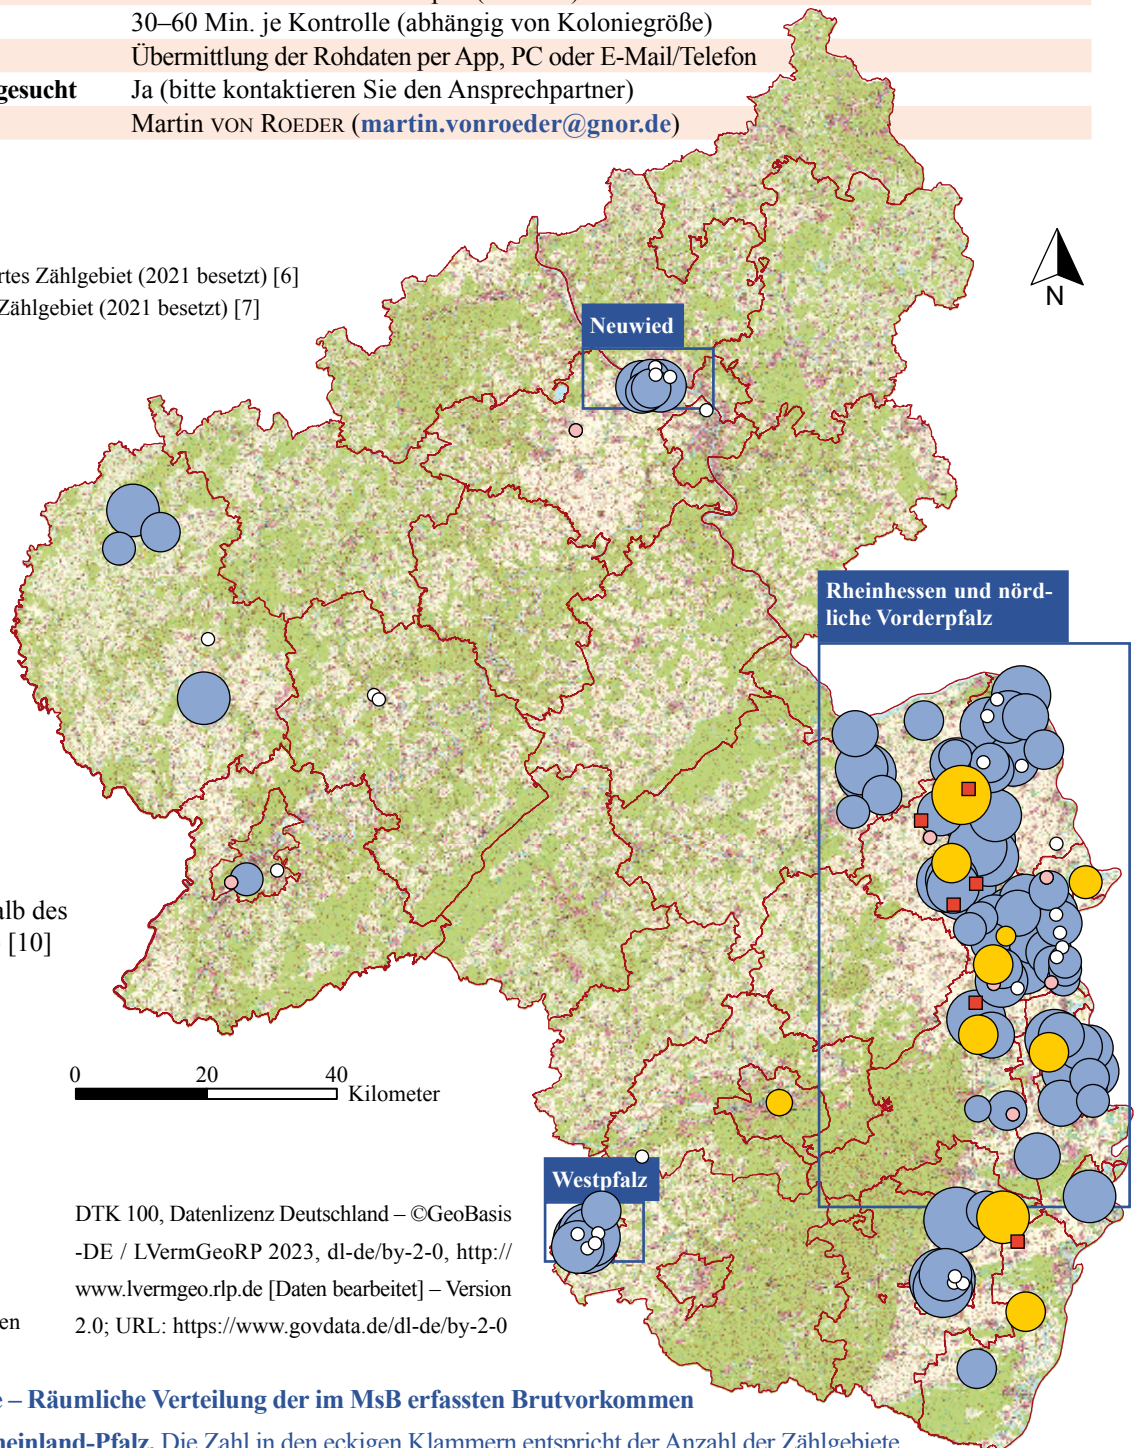 30–60 Min. je Kontrolle (abhängig von Koloniegröße)
Übermittlung der Rohdaten per App, PC oder E-Mail/Telefon
gesucht Ja (bitte kontaktieren Sie den Ansprechpartner)
Martin VON ROEDER (martin.vonroeder@gnor.de)
rtes Zählgebiet (2021 besetzt) [6]
Zählgebiet (2021 besetzt) [7]
N
Neuwied
Rheinhessen und nörd-
liche Vorderpfalz
alb des
[10]
0 20 40 Kilometer
Westpfalz
DTK 100, Datenlizenz Deutschland – ©GeoBasis
-DE / LVermGeoRP 2023, dl-de/by-2-0, http://
www.lvermgeo.rlp.de [Daten bearbeitet] – Version
2.0; URL: https://www.govdata.de/dl-de/by-2-0
en
e – Räumliche Verteilung der im MsB erfassten Brutvorkommen
heinland-Pfalz. Die Zahl in den eckigen Klammern entspricht der Anzahl der Zählgebiete